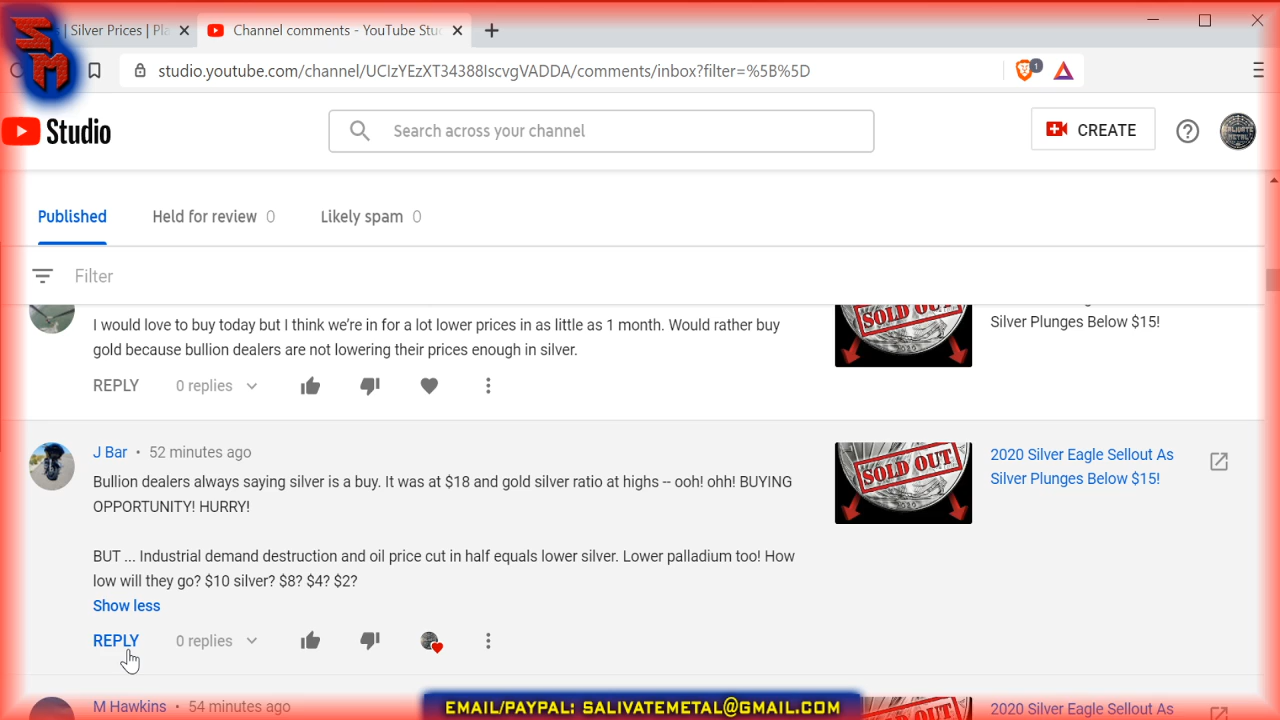 SM
| Silver Prices | Pl
Channel comments - YouTube Stu
studio.youtube.com/channel/UCIzYEzXT34388IscvgVADDA/comments/inbox?filter=%5B%5D
1
Studio
Search across your channel
CREATE
Published
Held for review 0
Likely spam 0
Filter
I would love to buy today but I think we're in for a lot lower prices in as little as 1 month. Would rather buy
gold because bullion dealers are not lowering their prices enough in silver.
REPLY
0 replies
SOLD OUT
Silver Plunges Below $15!
J Bar • 52 minutes ago
Bullion dealers always saying silver is a buy. It was at $18 and gold silver ratio at highs -- ooh! ohh! BUYING
OPPORTUNITY! HURRY!
BUT ... Industrial demand destruction and oil price cut in half equals lower silver. Lower palladium too! How
low will they go? $10 silver? $8? $4? $2?
Show less
REPLY
0 replies
SOLD OUT
2020 Silver Eagle Sellout As
Silver Plunges Below $15!
M Hawkins • 54 minutes ago
2020 Silver Eagle Sellout As
EMAIL/PAYPAL: SALIVATEMETAL@GMAIL.COM